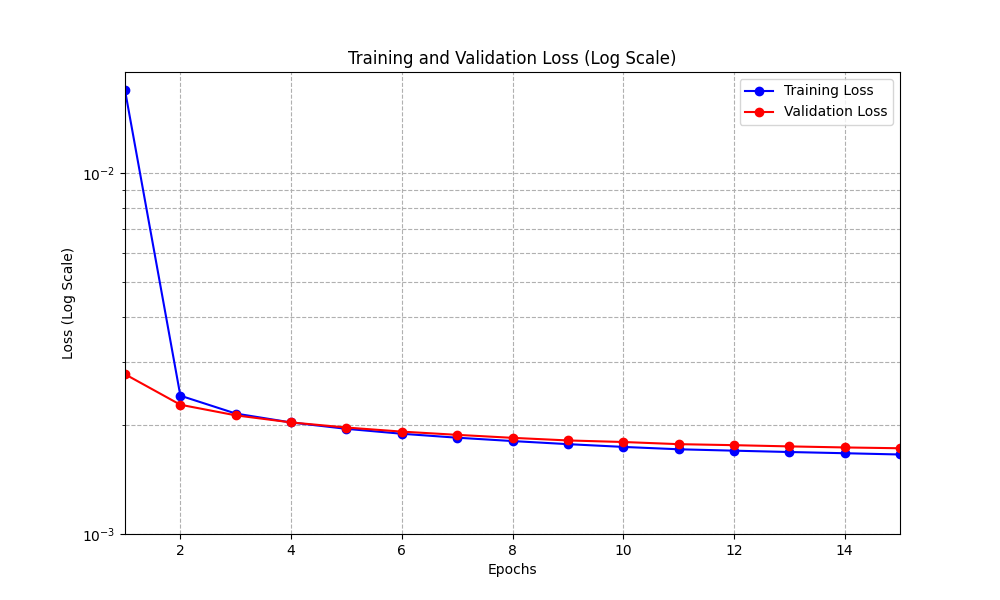 Training and Validation Loss (Log Scale)
Training Loss
Validation Loss
Loss (Log Scale)
10⁻²
10⁻³
2 4 6 8 10 12 14
Epochs